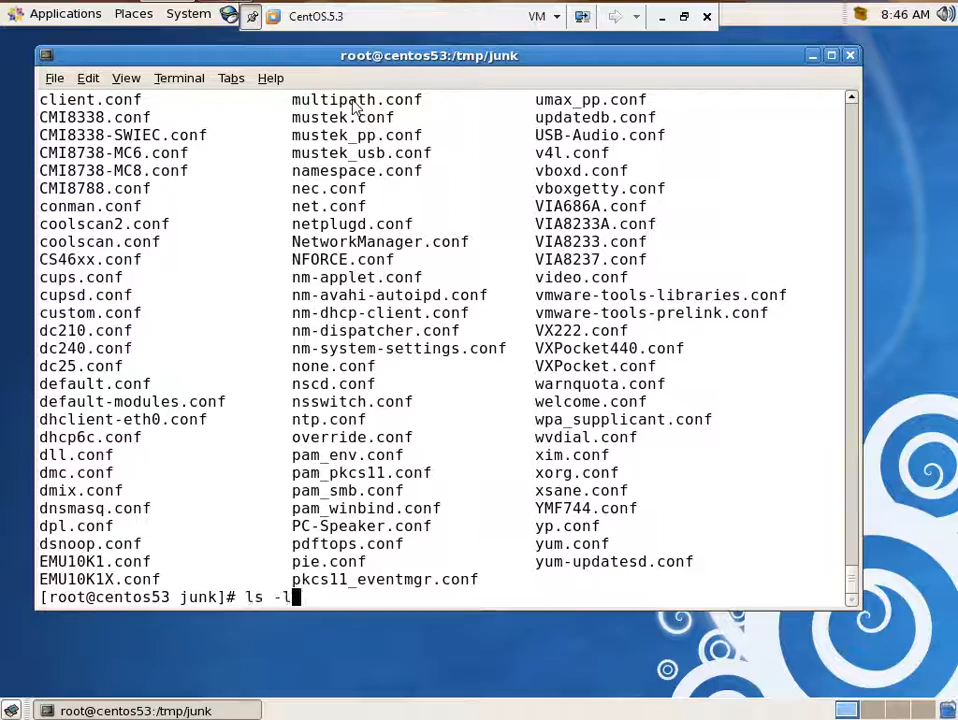 Applications Places System CentOS.5.3 VM 8:46 AM
root@centos53:/tmp/junk
File Edit View Terminal Tabs Help
client.conf multipath.conf umax_pp.conf
CMI8338.conf mustek.conf updatedb.conf
CMI8338-SWIEC.conf mustek_pp.conf USB-Audio.conf
CMI8738-MC6.conf mustek_usb.conf v4l.conf
CMI8738-MC8.conf namespace.conf vboxd.conf
CMI8788.conf nec.conf vboxgetty.conf
conman.conf net.conf VIA686A.conf
coolscan2.conf netplugd.conf VIA8233A.conf
coolscan.conf NetworkManager.conf VIA8233.conf
CS46xx.conf NFORCE.conf VIA8237.conf
cups.conf nm-applet.conf video.conf
cupsd.conf nm-avahi-autoipd.conf vmware-tools-libraries.conf
custom.conf nm-dhcp-client.conf vmware-tools-prelink.conf
dc210.conf nm-dispatcher.conf VX222.conf
dc240.conf nm-system-settings.conf VXPocket440.conf
dc25.conf none.conf VXPocket.conf
default.conf nscd.conf warnquota.conf
default-modules.conf nsswitch.conf welcome.conf
dhclient-eth0.conf ntp.conf wpa_supplicant.conf
dhcp6c.conf override.conf wvdial.conf
dll.conf pam_env.conf xim.conf
dmc.conf pam_pkcs11.conf xorg.conf
dmix.conf pam_smb.conf xsane.conf
dnsmasq.conf pam_winbind.conf YMF744.conf
dpl.conf PC-Speaker.conf yp.conf
dsnoop.conf pdftops.conf yum.conf
EMU10K1.conf pie.conf yum-updatesd.conf
EMU10K1X.conf pkcs11_eventmgr.conf
[root@centos53 junk]# ls -l
root@centos53:/tmp/junk